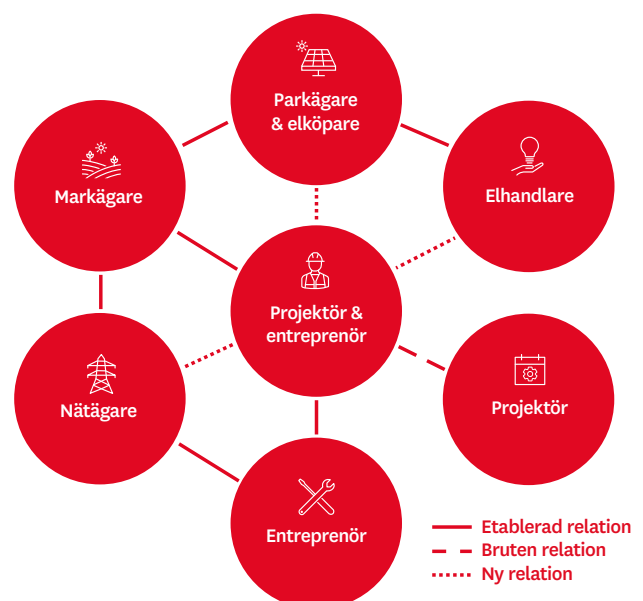 Parkägare
& elköpare
Markägare
Elhandlare
Projektör &
entreprenör
Nätägare
Projektör
Entreprenör
Etablerad relation
Bruten relation
Ny relation